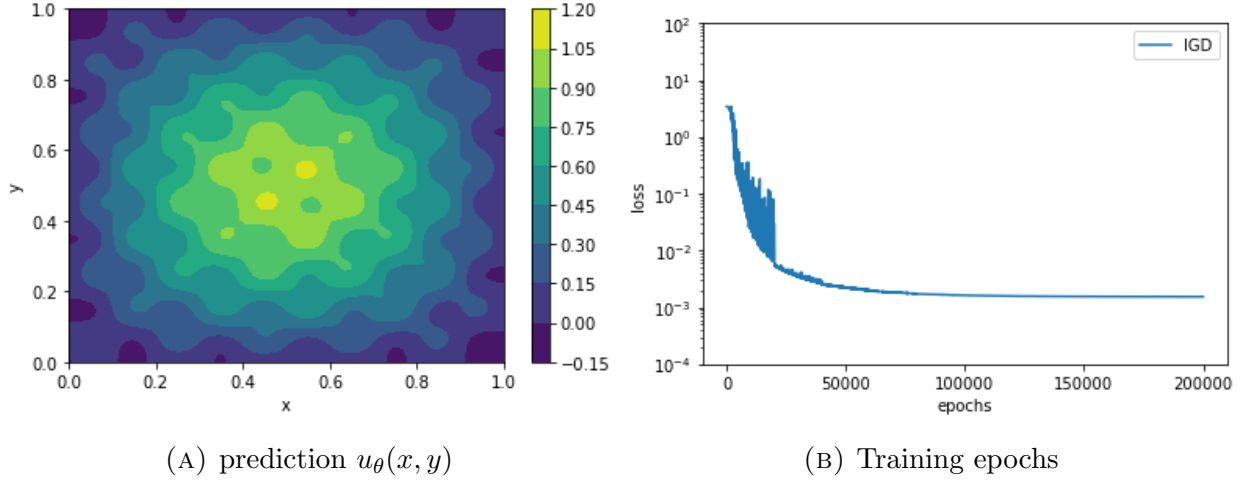 1.0
0.8
0.6
0.4
0.2
0.0
y
0.0 0.2 0.4 0.6 0.8 1.0
x
1.20
1.05
0.90
0.75
0.60
0.45
0.30
0.15
0.00
−0.15
10^2
10^1
10^0
10^−1
10^−2
10^−3
10^−4
loss
IGD
0 50000 100000 150000 200000
epochs
(A) prediction u_θ(x, y)
(B) Training epochs